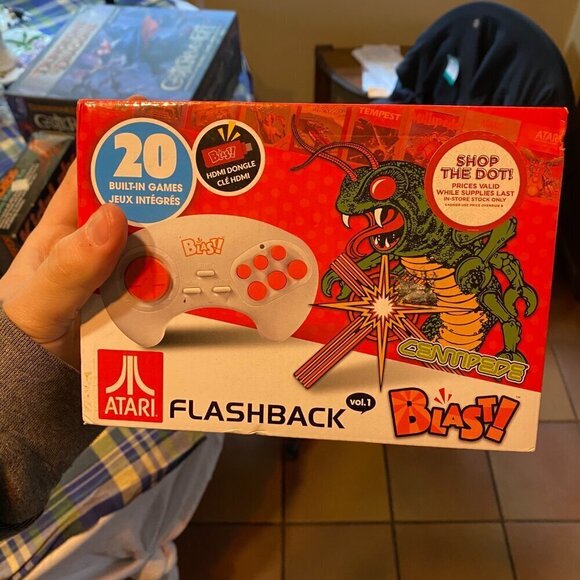 TEMPEST
ATARI
20
BUILT-IN GAMES
JEUX INTÉGRÉS
BLAST!
HDMI DONGLE
CLÉ HDMI
SHOP
THE DOT!
PRICES VALID
WHILE SUPPLIES LAST
IN-STORE STOCK ONLY
BLAST!
CENTIPEDE
ATARI
FLASHBACK vol.1 BLAST!